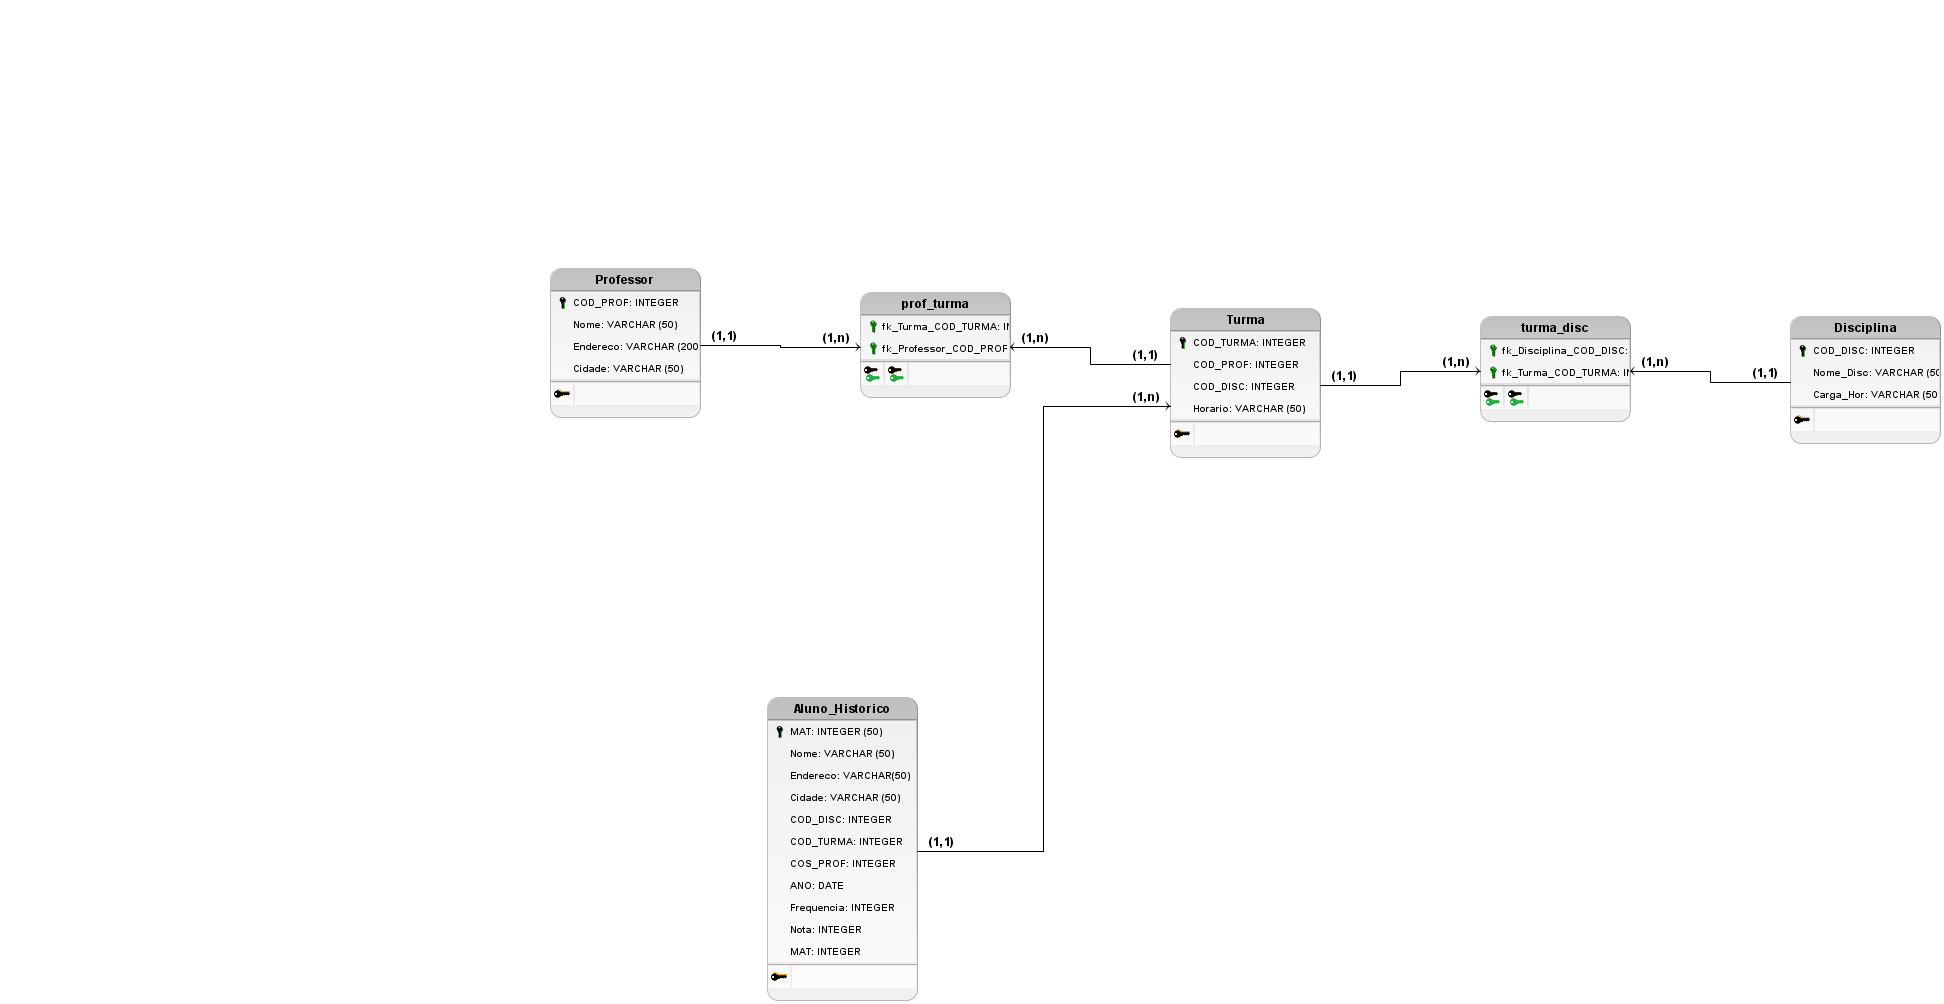 Professor
COD_PROF: INTEGER
Nome: VARCHAR (50)
Endereco: VARCHAR (200
Cidade: VARCHAR (50)
(1,1)
(1,n)
prof_turma
fk_Turma_COD_TURMA: IN
fk_Professor_COD_PROF
(1,n)
(1,1)
(1,n)
Turma
COD_TURMA: INTEGER
COD_PROF: INTEGER
COD_DISC: INTEGER
Horario: VARCHAR (50)
(1,1)
(1,n)
turma_disc
fk_Disciplina_COD_DISC:
fk_Turma_COD_TURMA: IN
(1,n)
(1,1)
Disciplina
COD_DISC: INTEGER
Nome_Disc: VARCHAR (50
Carga_Hor: VARCHAR (50
Aluno_Historico
MAT: INTEGER (50)
Nome: VARCHAR (50)
Endereco: VARCHAR(50)
Cidade: VARCHAR (50)
COD_DISC: INTEGER
COD_TURMA: INTEGER
COS_PROF: INTEGER
ANO: DATE
Frequencia: INTEGER
Nota: INTEGER
MAT: INTEGER
(1,1)